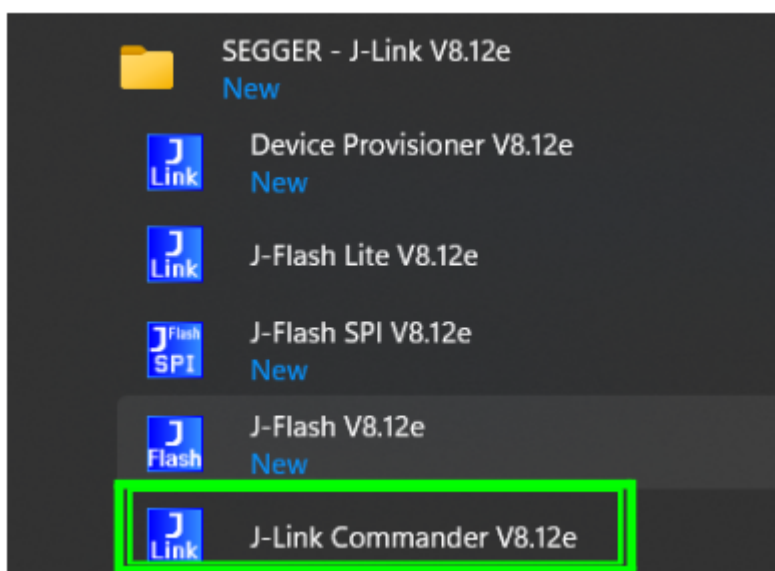 SEGGER - J-Link V8.12e
New
J
Link
Device Provisioner V8.12e
New
J
Link
J-Flash Lite V8.12e
J Flash
SPI
J-Flash SPI V8.12e
New
J
Flash
J-Flash V8.12e
New
J
Link
J-Link Commander V8.12e